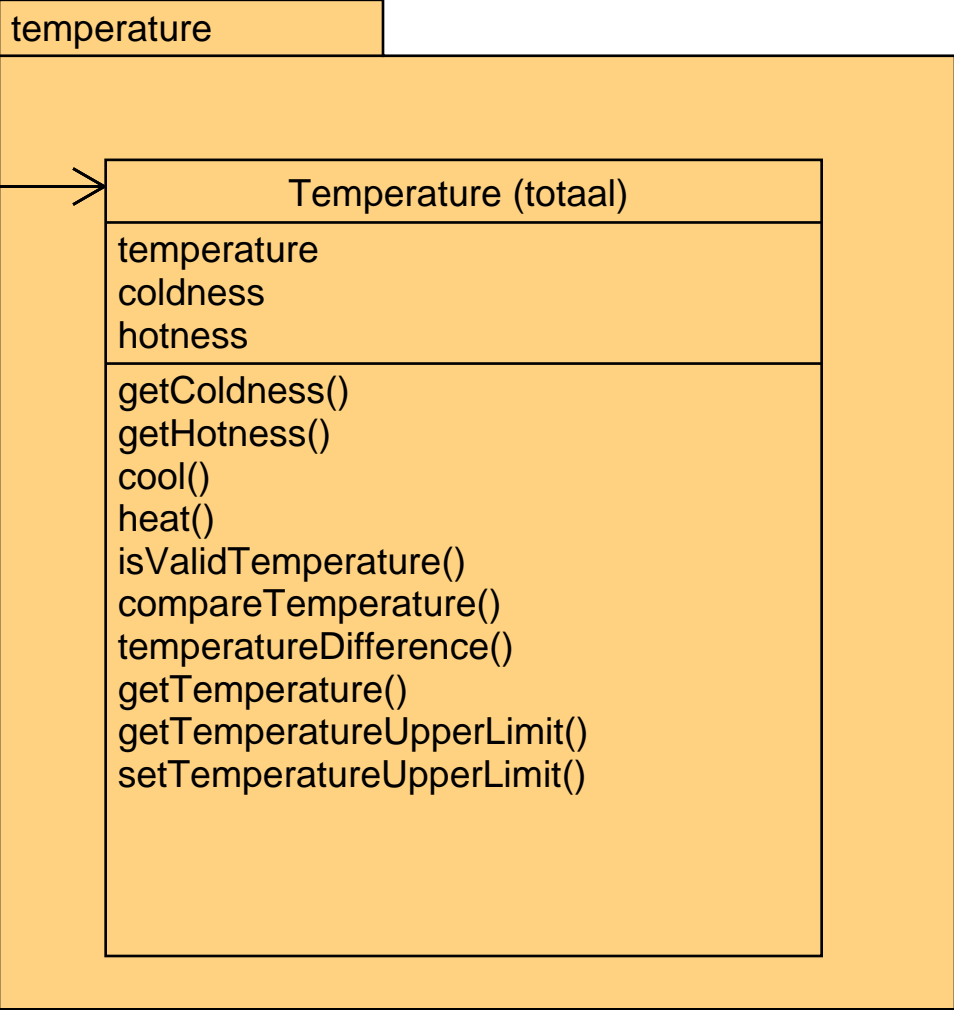 temperature
Temperature (totaal)
temperature
coldness
hotness
getColdness()
getHotness()
cool()
heat()
isValidTemperature()
compareTemperature()
temperatureDifference()
getTemperature()
getTemperatureUpperLimit()
setTemperatureUpperLimit()